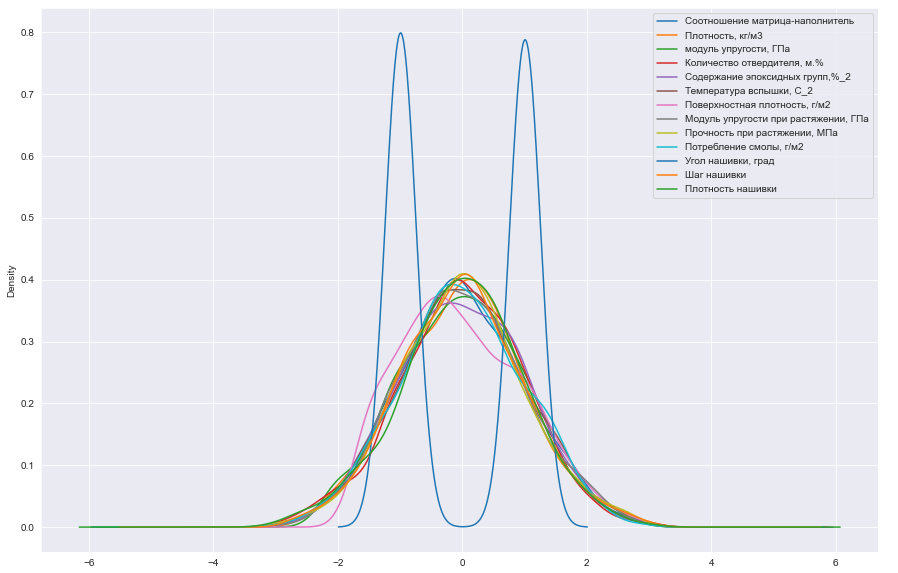 Соотношение матрица-наполнитель
Плотность, кг/м3
модуль упругости, ГПа
Количество отвердителя, м.%
Содержание эпоксидных групп,%_2
Температура вспышки, С_2
Поверхностная плотность, г/м2
Модуль упругости при растяжении, ГПа
Прочность при растяжении, МПа
Потребление смолы, г/м2
Угол нашивки, град
Шаг нашивки
Плотность нашивки
0.8
0.7
0.6
0.5
0.4
0.3
0.2
0.1
0.0
Density
−6 −4 −2 0 2 4 6